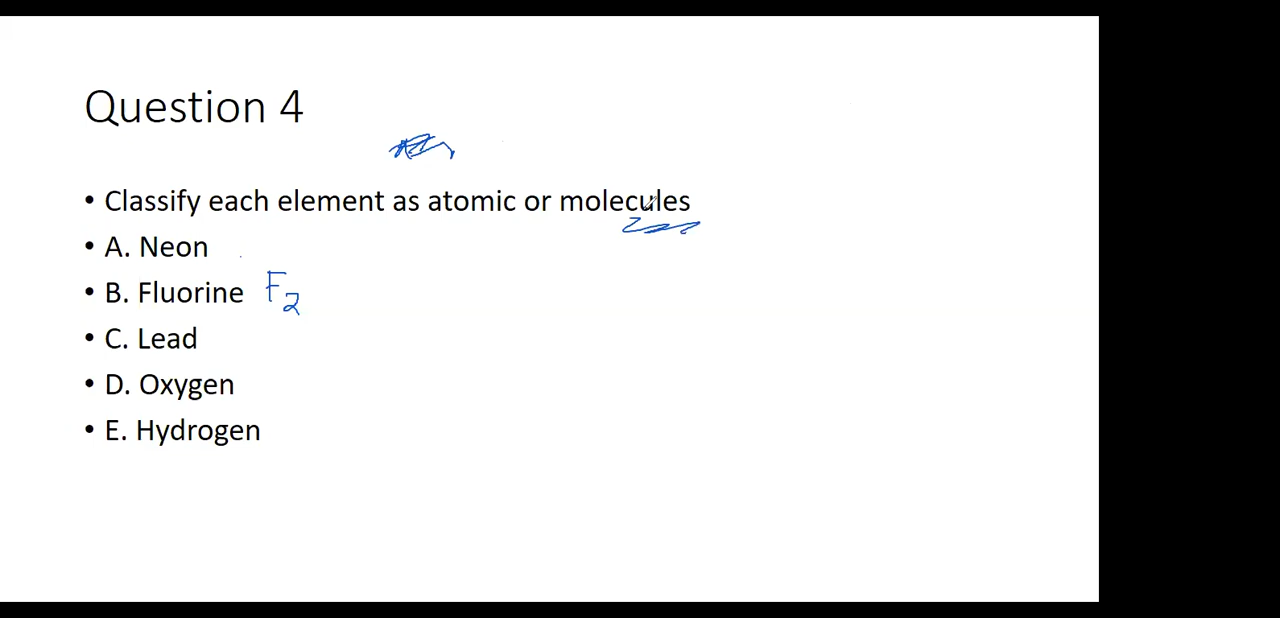 Question 4
• Classify each element as atomic or molecules
• A. Neon
• B. Fluorine F₂
• C. Lead
• D. Oxygen
• E. Hydrogen